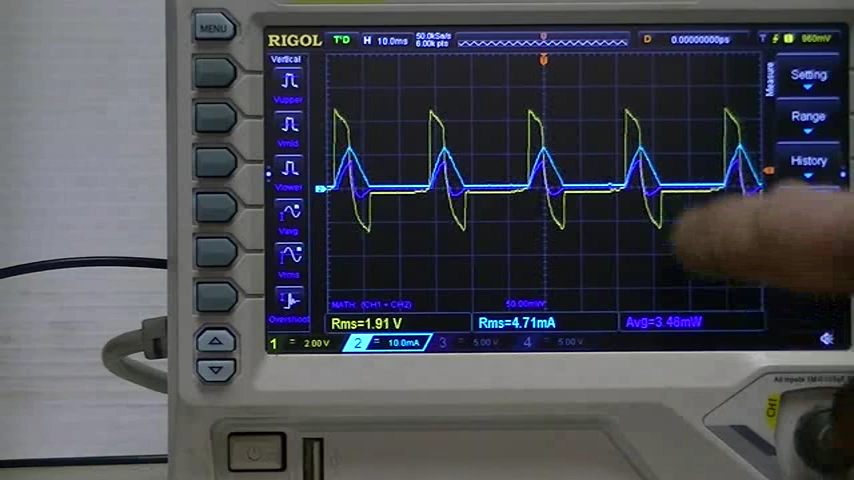 MENU
RIGOL T'D H 10.0ms 50.0kSa/s 6.00k pts D 0.00000000ps T 960mV
Vertical
Vupper
Vmid
Vlower
Vavg
Vrms
Overshoot
Measure
Setting
Range
History
MATH: (CH1 * CH2) 50.00mW
Rms=1.91 V Rms=4.71mA Avg=3.46mW
1 = 2.00V 2 = 10.0mA 3 = 5.00V 4 = 5.00V
CH1